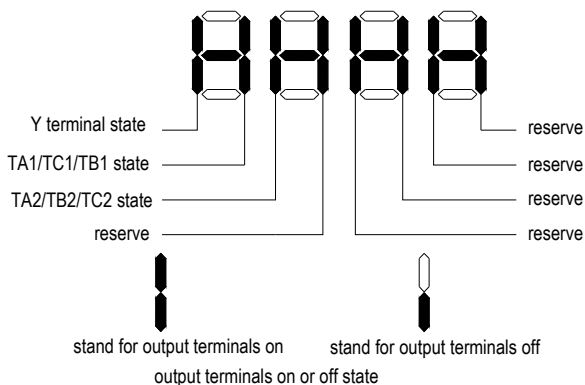 Y terminal state
reserve
TA1/TC1/TB1 state
reserve
TA2/TB2/TC2 state
reserve
reserve
reserve
stand for output terminals on
stand for output terminals off
output terminals on or off state